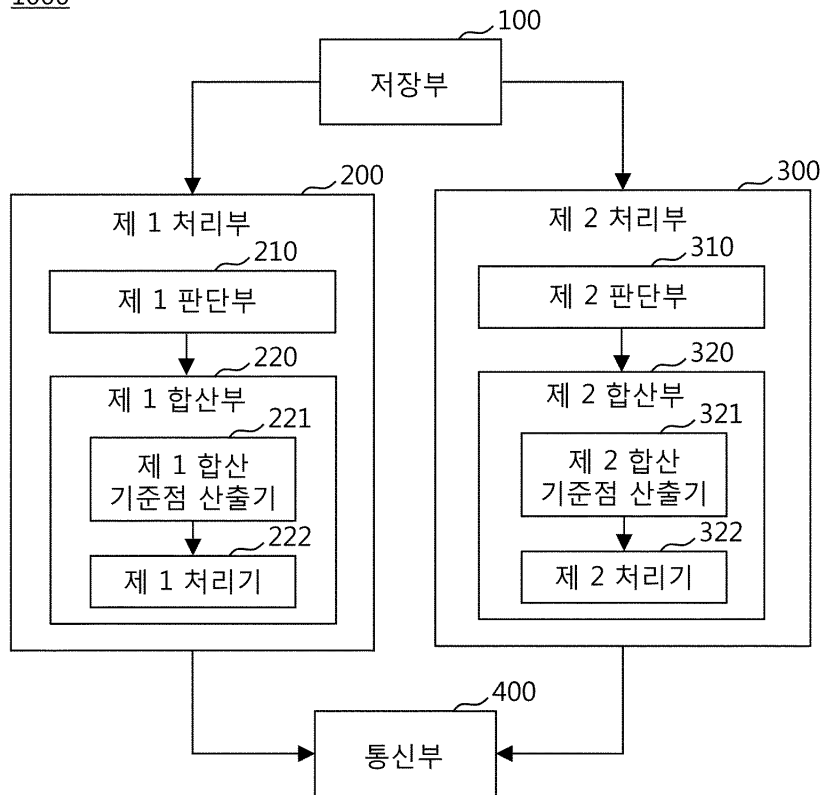 1000
100
저장부
200
제 1 처리부
210
제 1 판단부
220
제 1 합산부
221
제 1 합산
기준점 산출기
222
제 1 처리기
300
제 2 처리부
310
제 2 판단부
320
제 2 합산부
321
제 2 합산
기준점 산출기
322
제 2 처리기
400
통신부